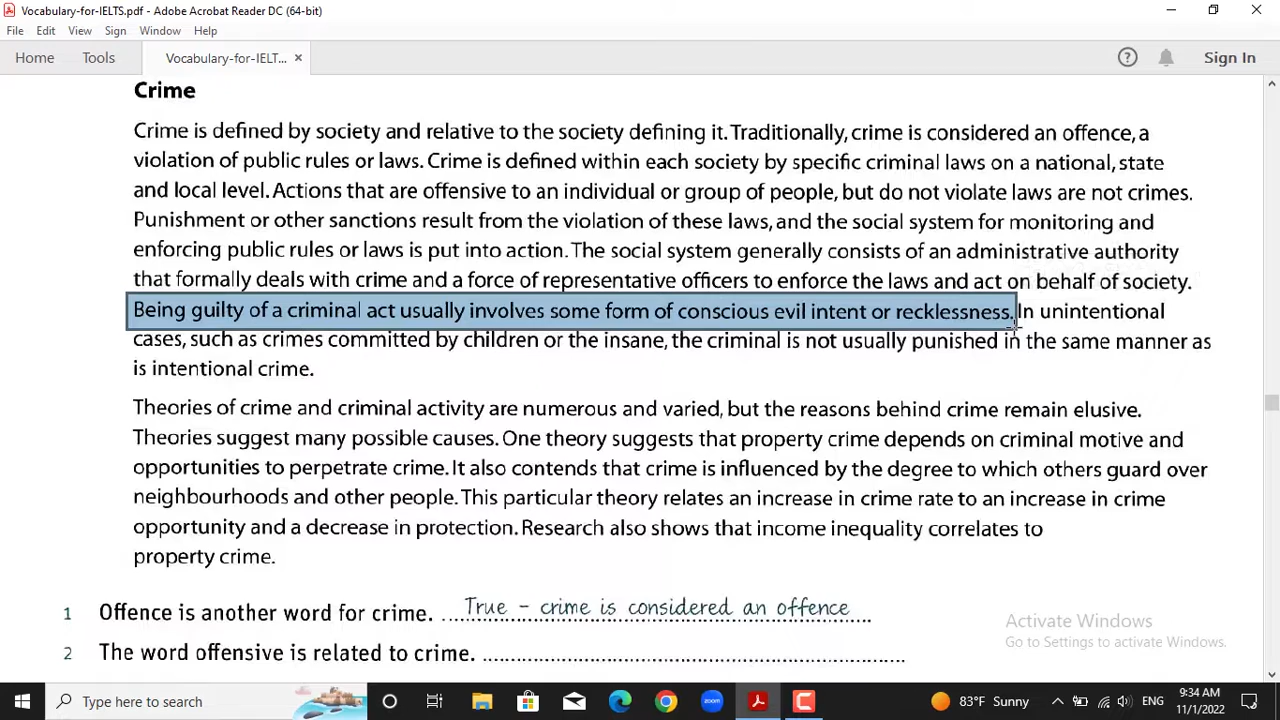 Vocabulary-for-IELTS.pdf - Adobe Acrobat Reader DC (64-bit)
File Edit View Sign Window Help
Home Tools Vocabulary-for-IELT... × Sign In
Crime
Crime is defined by society and relative to the society defining it. Traditionally, crime is considered an offence, a
violation of public rules or laws. Crime is defined within each society by specific criminal laws on a national, state
and local level. Actions that are offensive to an individual or group of people, but do not violate laws are not crimes.
Punishment or other sanctions result from the violation of these laws, and the social system for monitoring and
enforcing public rules or laws is put into action. The social system generally consists of an administrative authority
that formally deals with crime and a force of representative officers to enforce the laws and act on behalf of society.
Being guilty of a criminal act usually involves some form of conscious evil intent or recklessness. In unintentional
cases, such as crimes committed by children or the insane, the criminal is not usually punished in the same manner as
is intentional crime.
Theories of crime and criminal activity are numerous and varied, but the reasons behind crime remain elusive.
Theories suggest many possible causes. One theory suggests that property crime depends on criminal motive and
opportunities to perpetrate crime. It also contends that crime is influenced by the degree to which others guard over
neighbourhoods and other people. This particular theory relates an increase in crime rate to an increase in crime
opportunity and a decrease in protection. Research also shows that income inequality correlates to
property crime.
1 Offence is another word for crime. True - crime is considered an offence
2 The word offensive is related to crime.
Activate Windows
Go to Settings to activate Windows.
Type here to search
83°F Sunny
ENG
9:34 AM
11/1/2022